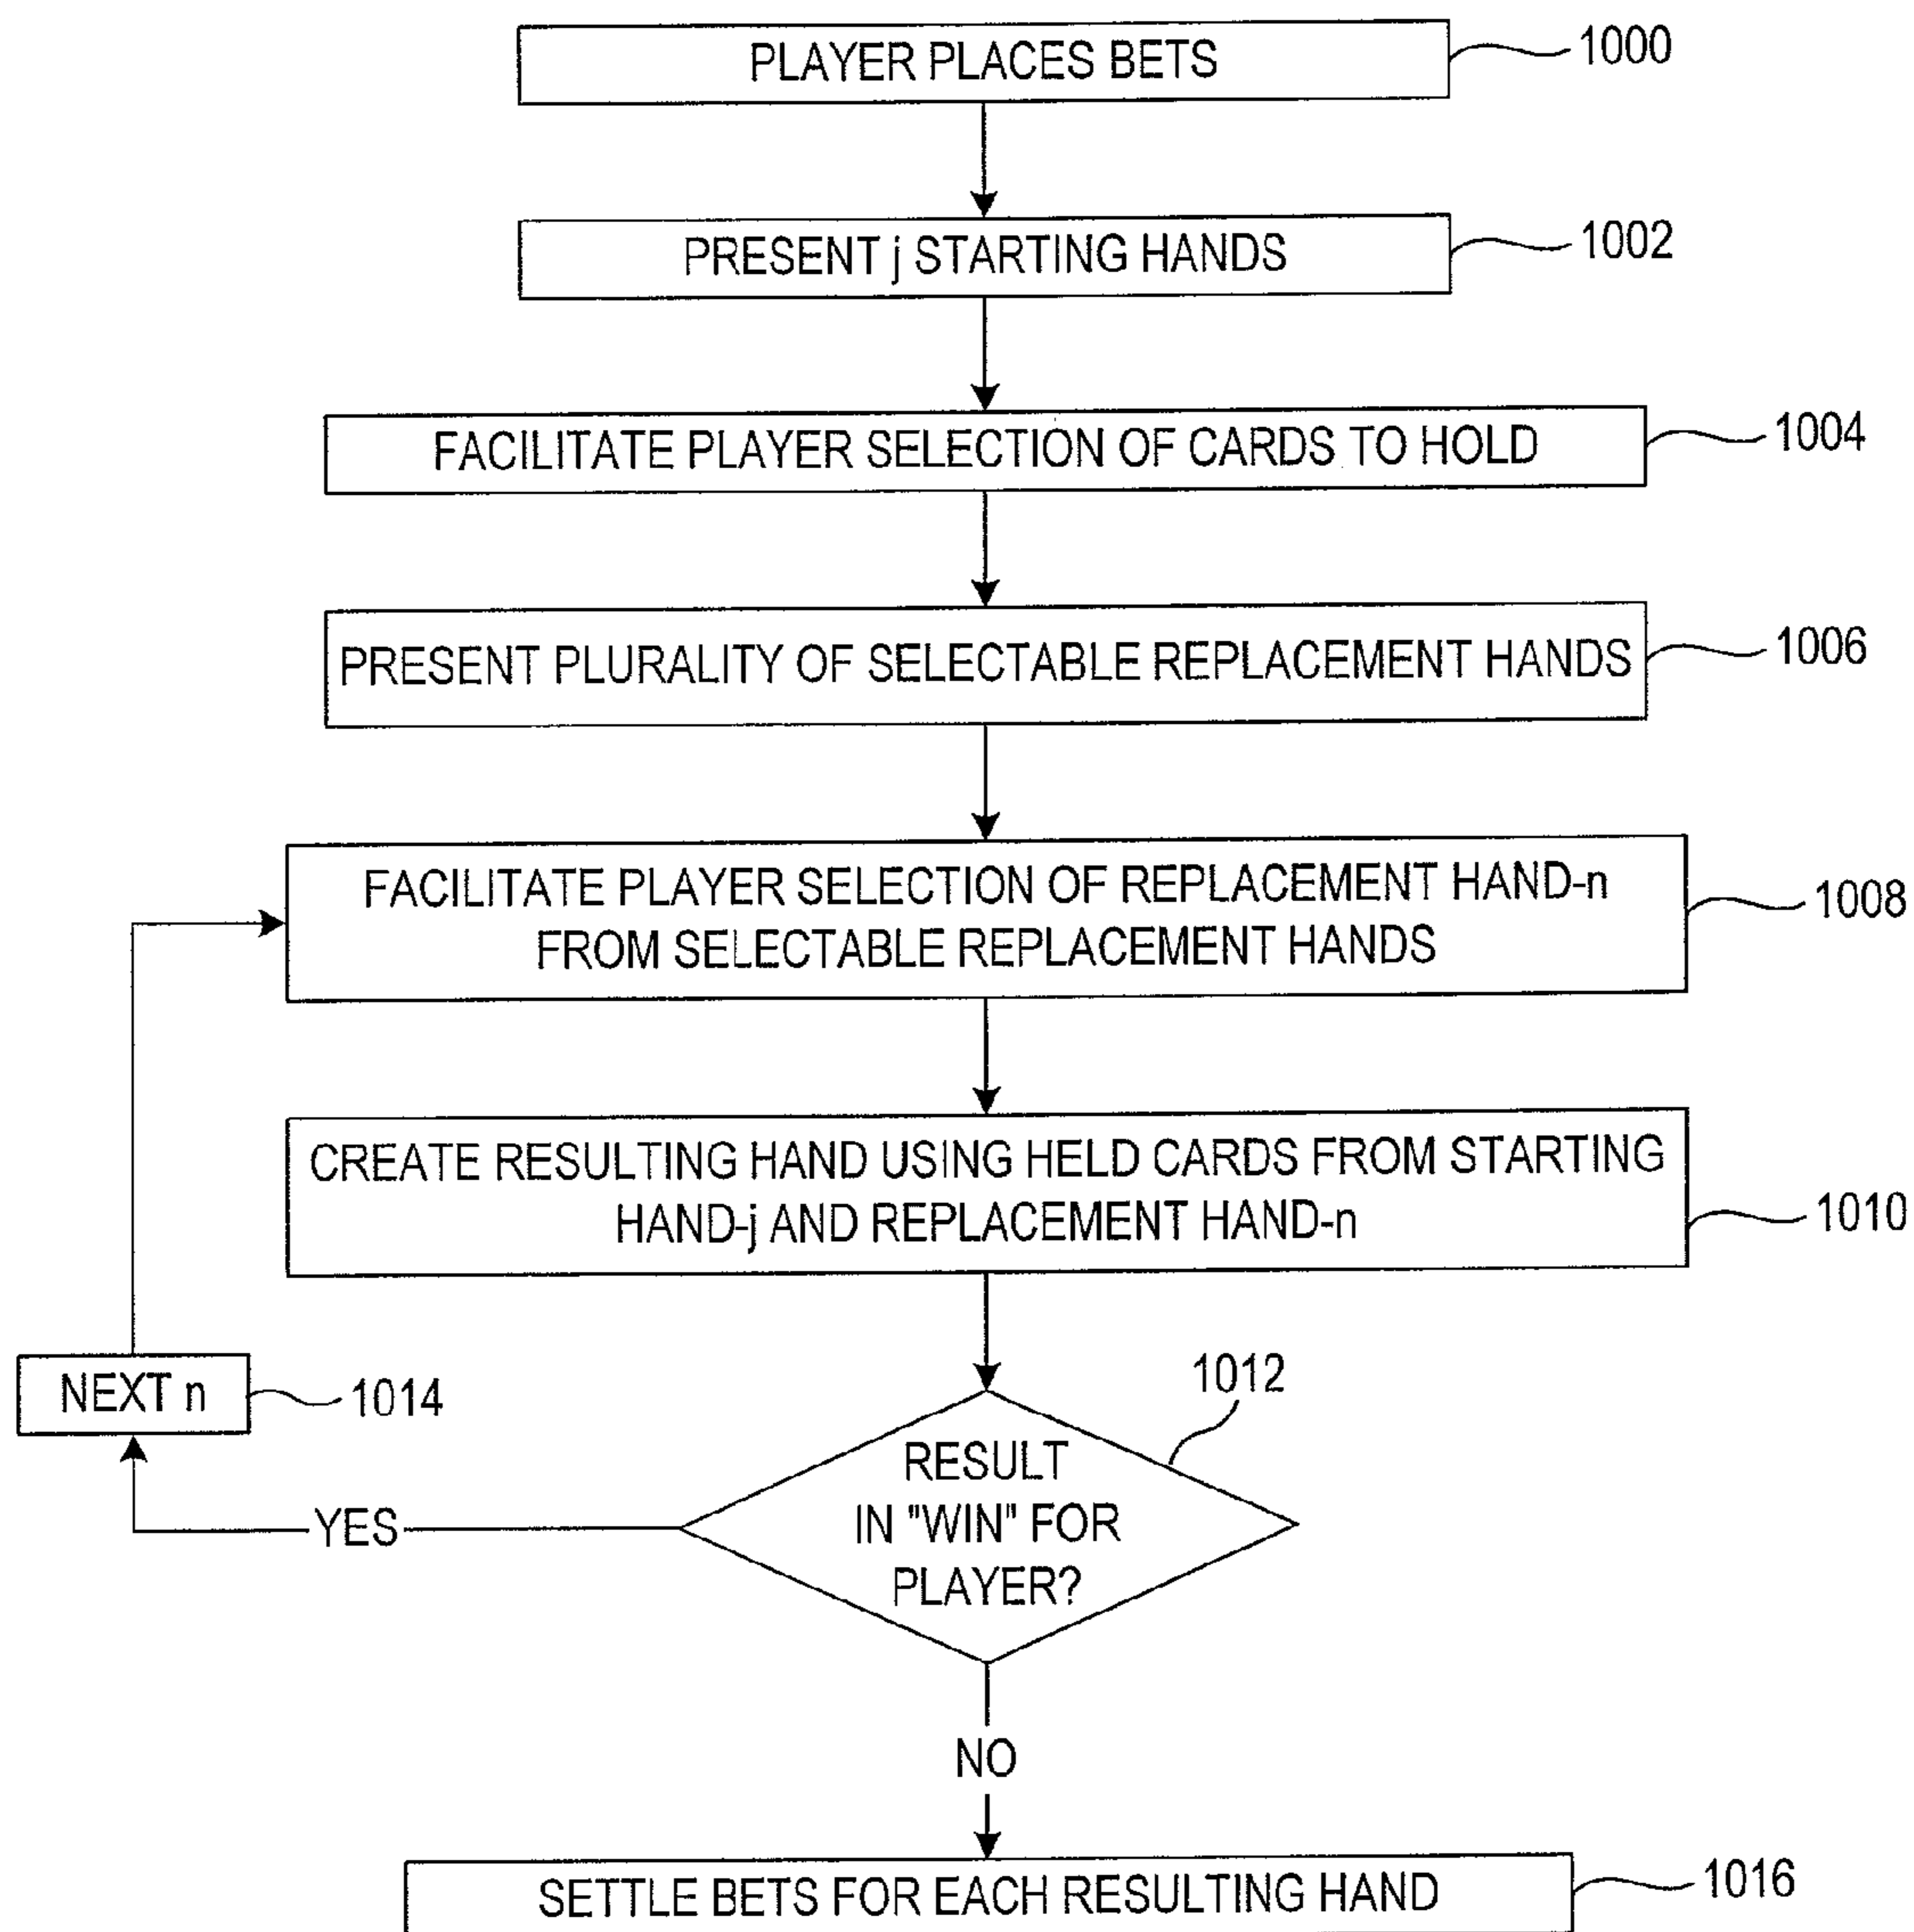 PLAYER PLACES BETS
1000
PRESENT j STARTING HANDS
1002
FACILITATE PLAYER SELECTION OF CARDS TO HOLD
1004
PRESENT PLURALITY OF SELECTABLE REPLACEMENT HANDS
1006
FACILITATE PLAYER SELECTION OF REPLACEMENT HAND-n
FROM SELECTABLE REPLACEMENT HANDS
1008
CREATE RESULTING HAND USING HELD CARDS FROM STARTING
HAND-j AND REPLACEMENT HAND-n
1010
NEXT n
1014
1012
RESULT
IN "WIN" FOR
PLAYER?
YES
NO
SETTLE BETS FOR EACH RESULTING HAND
1016